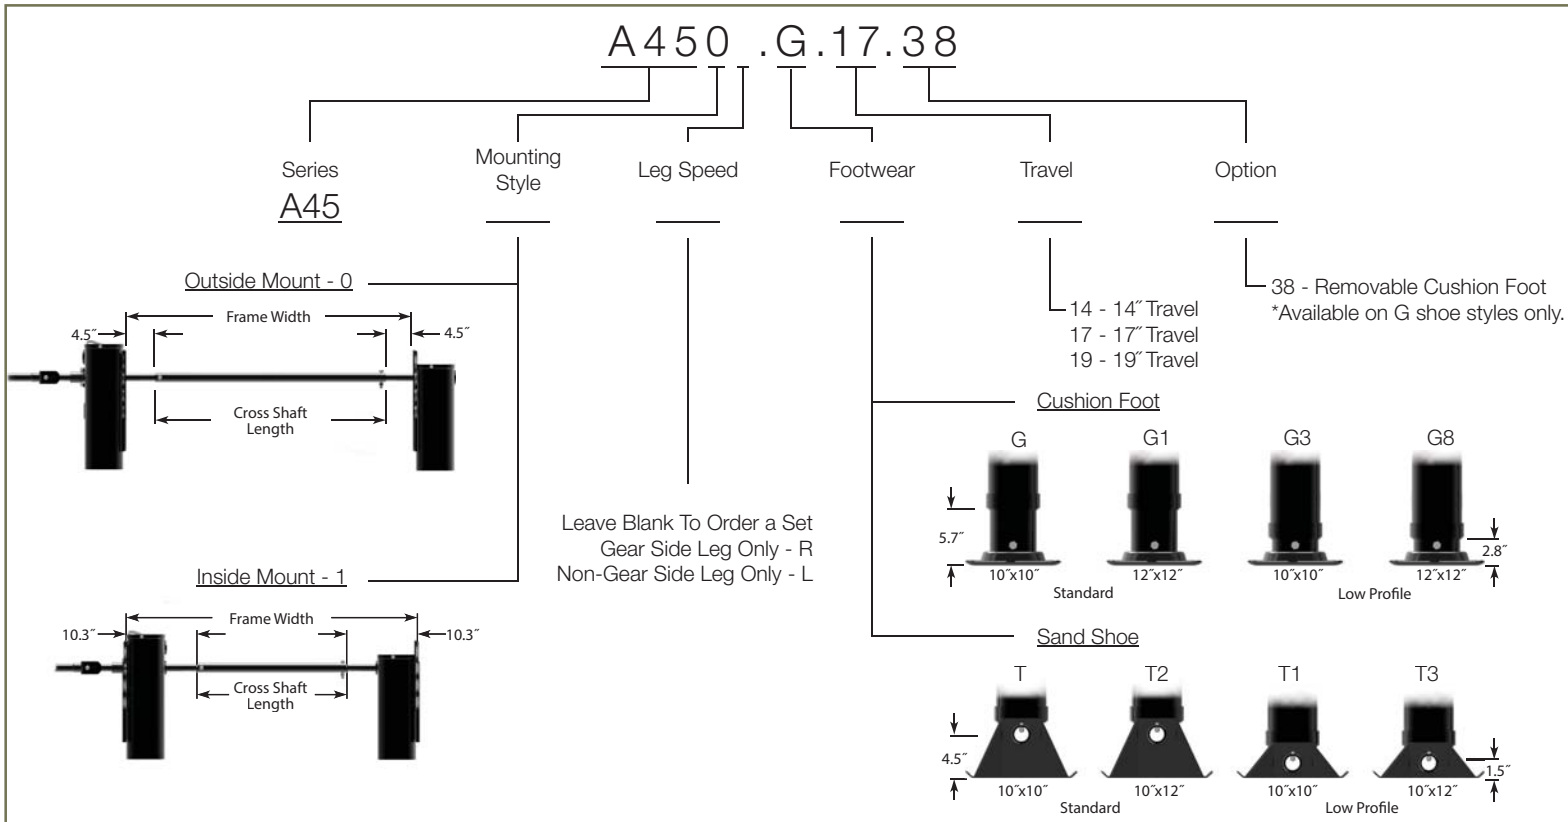 A450 .G.17.38
Series
Mounting
Style
Leg Speed
Footwear
Travel
Option
A45
Outside Mount - 0
Frame Width
4.5˝
4.5˝
Cross Shaft
Length
Inside Mount - 1
Frame Width
10.3˝
10.3˝
Cross Shaft
Length
Leave Blank To Order a Set
Gear Side Leg Only - R
Non-Gear Side Leg Only - L
14 - 14˝ Travel
17 - 17˝ Travel
19 - 19˝ Travel
38 - Removable Cushion Foot
*Available on G shoe styles only.
Cushion Foot
G G1 G3 G8
5.7˝
2.8˝
10˝x10˝ 12˝x12˝ 10˝x10˝ 12˝x12˝
Standard Low Profile
Sand Shoe
T T2 T1 T3
4.5˝
1.5˝
10˝x10˝ 10˝x12˝ 10˝x10˝ 10˝x12˝
Standard Low Profile